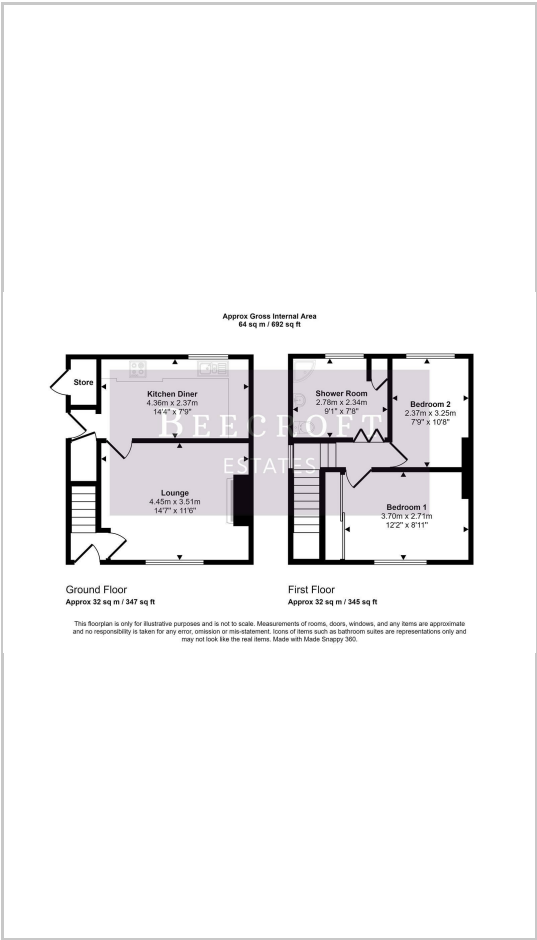 Approx Gross Internal Area
64 sq m / 692 sq ft
Store
Kitchen Diner
4.36m x 2.37m
14'4" x 7'9"
Lounge
4.45m x 3.51m
14'7" x 11'6"
Shower Room
2.78m x 2.34m
9'1" x 7'8"
Bedroom 2
2.37m x 3.25m
7'9" x 10'8"
Bedroom 1
3.70m x 2.71m
12'2" x 8'11"
BEECROFT
ESTATES
Ground Floor
Approx 32 sq m / 347 sq ft
First Floor
Approx 32 sq m / 345 sq ft
This floorplan is only for illustrative purposes and is not to scale. Measurements of rooms, doors, windows, and any items are approximate
and no responsibility is taken for any error, omission or mis-statement. Icons of items such as bathroom suites are representations only and
may not look like the real items. Made with Made Snappy 360.